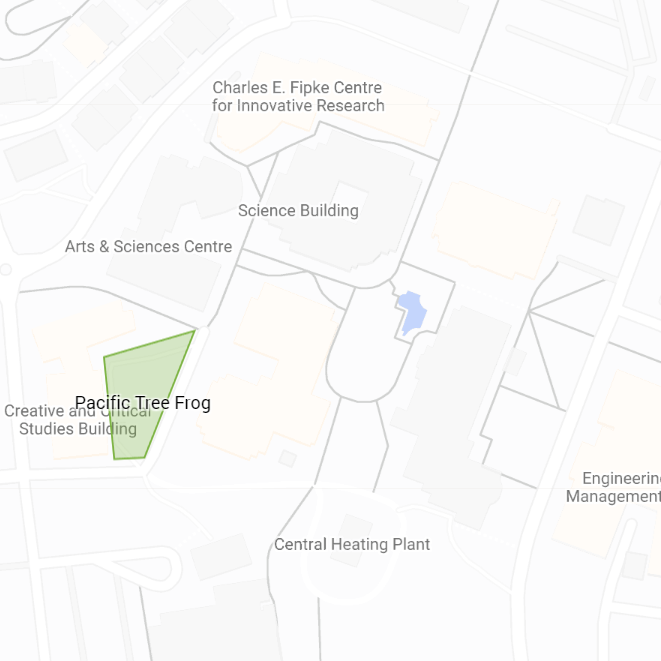 Charles E. Fipke Centre
for Innovative Research
Science Building
Arts & Sciences Centre
Pacific Tree Frog
Creative and Critical
Studies Building
Engineering
Management
Central Heating Plant